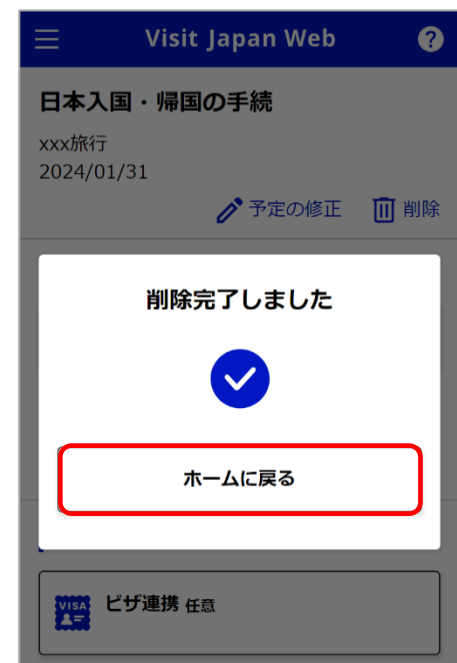 Visit Japan Web
?
日本入国・帰国の手続
xxx旅行
2024/01/31
予定の修正 削除
削除完了しました
ホームに戻る
VISA ビザ連携 任意